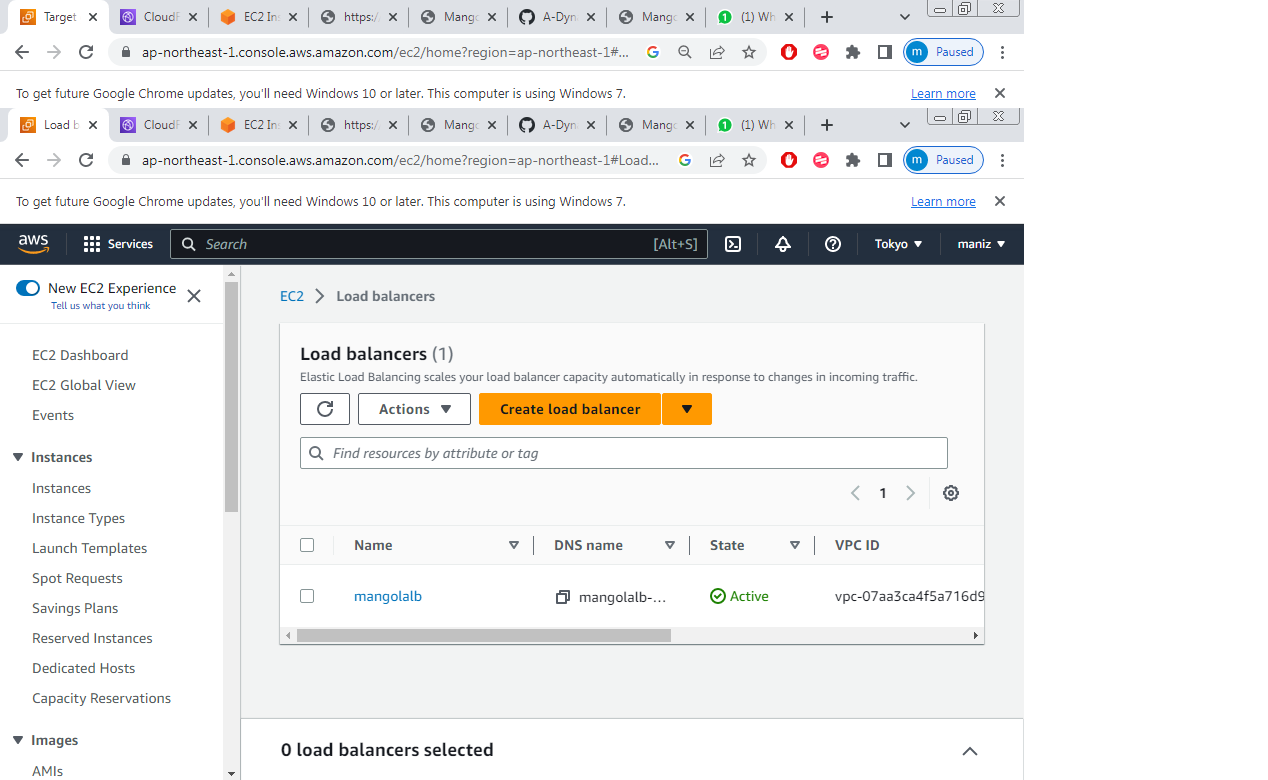 Target
CloudF
EC2 Ins
https:/
Mango
A-Dyn
Mango
(1) Wh
ap-northeast-1.console.aws.amazon.com/ec2/home?region=ap-northeast-1#...
m Paused
To get future Google Chrome updates, you'll need Windows 10 or later. This computer is using Windows 7.
Learn more
Load b
CloudF
EC2 Ins
https:/
Mango
A-Dyn
Mango
(1) Wh
ap-northeast-1.console.aws.amazon.com/ec2/home?region=ap-northeast-1#Load...
m Paused
To get future Google Chrome updates, you'll need Windows 10 or later. This computer is using Windows 7.
Learn more
aws
Services
Search
[Alt+S]
Tokyo
maniz
New EC2 Experience
Tell us what you think
EC2 Dashboard
EC2 Global View
Events
Instances
Instances
Instance Types
Launch Templates
Spot Requests
Savings Plans
Reserved Instances
Dedicated Hosts
Capacity Reservations
Images
AMIs
EC2
Load balancers
Load balancers (1)
Elastic Load Balancing scales your load balancer capacity automatically in response to changes in incoming traffic.
Actions
Create load balancer
Find resources by attribute or tag
1
Name
DNS name
State
VPC ID
mangolalb
mangolalb-...
Active
vpc-07aa3ca4f5a716d9
0 load balancers selected